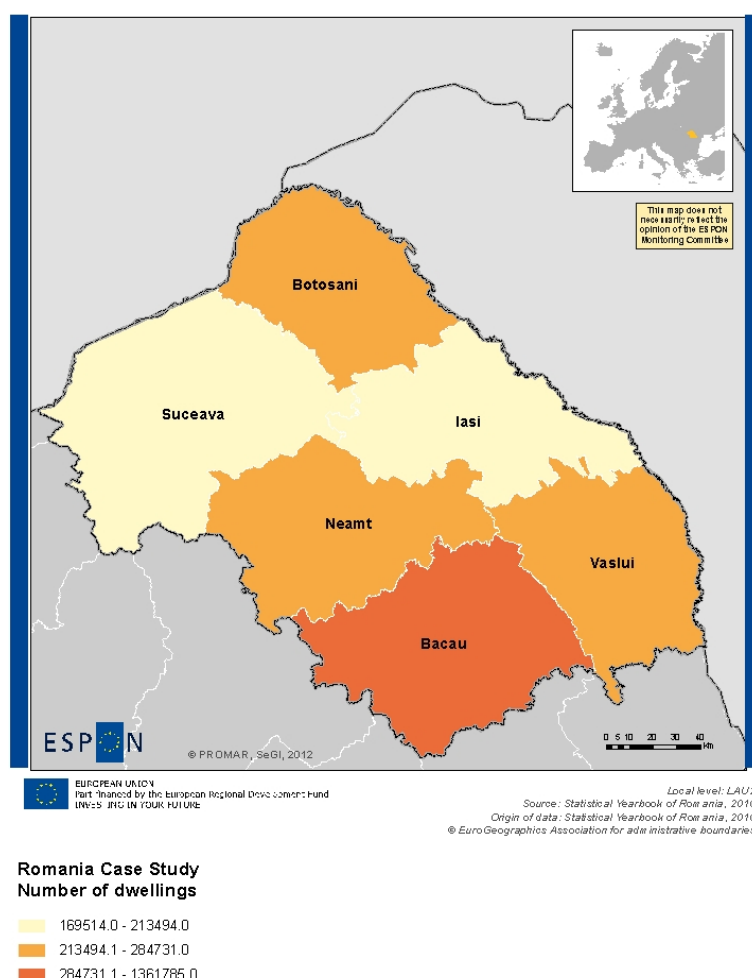 This map does not
necessarily reflect the
opinion of the ESPON
Monitoring Committee
Botosani
Suceava
Iasi
Neamt
Vaslui
Bacau
ESPON
© PROMAR, SeGI, 2012
0 5 10 20 30 40
km
EUROPEAN UNION
Part-financed by the European Regional Development Fund
INVESTING IN YOUR FUTURE
Local level:
Source: Statistical Yearbook of Romania,
Origin of data: Statistical Yearbook of Romania,
© EuroGeographics Association for administrative boundaries
Romania Case Study
Number of dwellings
169514.0 - 213494.0
213494.1 - 284731.0
284731.1 - 1361785.0